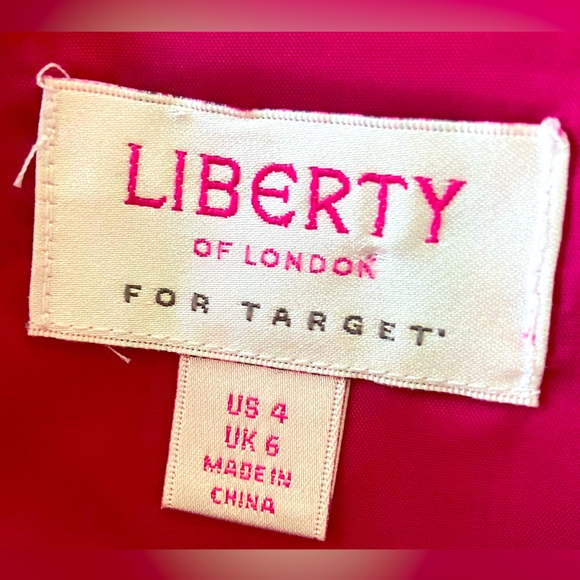 LIBERTY
OF LONDON
FOR TARGET*
US 4
UK 6
MADE IN
CHINA